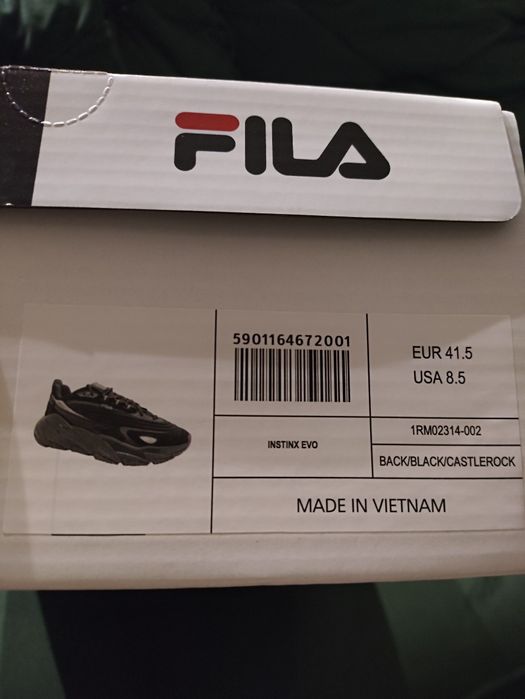 FILA
5901164672001
EUR 41.5
USA 8.5
INSTINX EVO
1RM02314-002
BACK/BLACK/CASTLEROCK
MADE IN VIETNAM